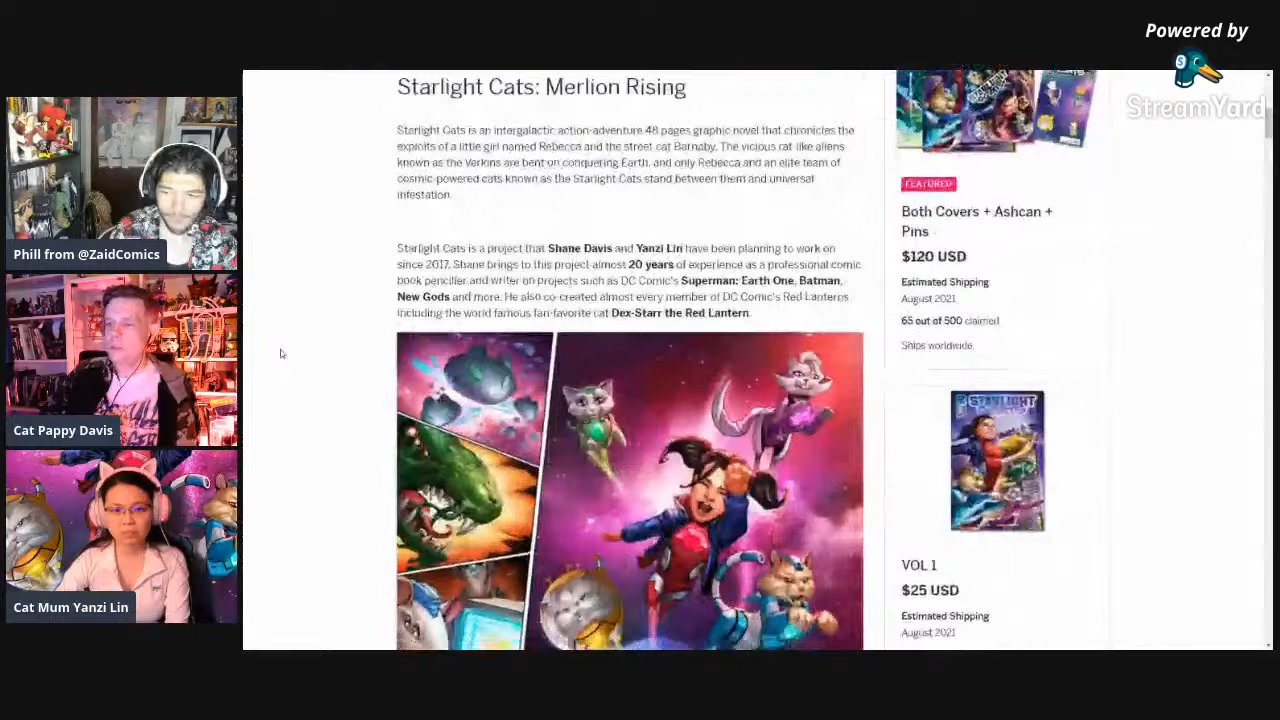 Powered by
StreamYard
Phill from @ZaidComics
Cat Pappy Davis
Cat Mum Yanzi Lin
Starlight Cats: Merlion Rising
Starlight Cats is an intergalactic action-adventure 48 pages graphic novel that chronicles the
exploits of a little girl named Rebecca and the street cat Barnaby. The vicious rat-like aliens
known as the Verkins are bent on conquering Earth, and only Rebecca and an elite team of
cosmic-powered cats known as the Starlight Cats stand between them and universal
infestation.
Starlight Cats is a project that Shane Davis and Yanzi Lin have been planning to work on
since 2017. Shane brings to this project almost 20 years of experience as a professional comic
book penciller and writer on projects such as DC Comic's Superman: Earth One, Batman,
New Gods and more. He also co-created almost every member of DC Comic's Red Lanterns
including the world famous fan-favorite cat Dex-Starr the Red Lantern.
FEATURED
Both Covers + Ashcan +
Pins
$120 USD
Estimated Shipping
August 2021
65 out of 500 claimed
Ships worldwide.
STARLIGHT
VOL 1
$25 USD
Estimated Shipping
August 2021